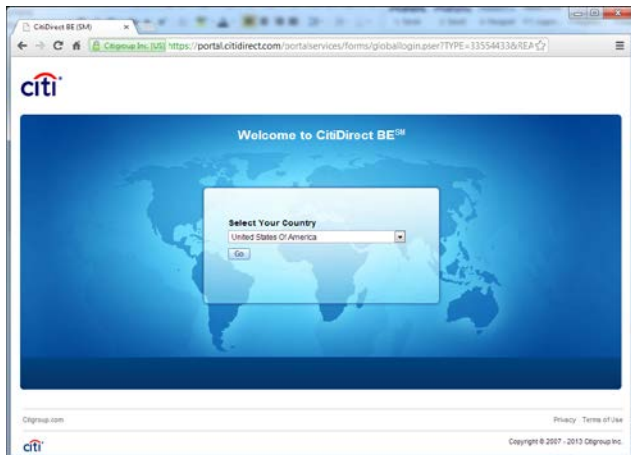 CitiDirect BE (SM)
Citigroup Inc. [US] https://portal.citidirect.com/portalservices/forms/globallogin.pser?TYPE=33554433&REA
citi
Welcome to CitiDirect BE SM
Select Your Country
United States Of America
Go
Citigroup.com
Privacy Terms of Use
citi
Copyright © 2007 - 2013 Citigroup Inc.